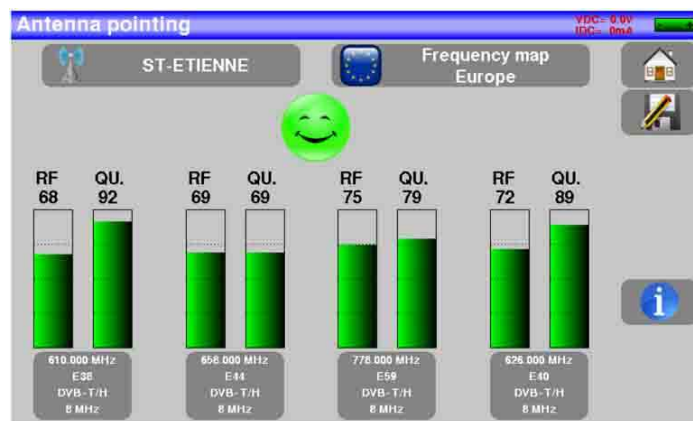 Antenna pointing
VDC= 0.0V
IDC= 0mA
ST-ETIENNE
Frequency map
Europe
RF QU. RF QU. RF QU. RF QU.
68 92 69 69 75 79 72 89
610.000 MHz
E38
DVB-T/H
8 MHz
658.000 MHz
E44
DVB-T/H
8 MHz
778.000 MHz
E59
DVB-T/H
8 MHz
626.000 MHz
E40
DVB-T/H
8 MHz